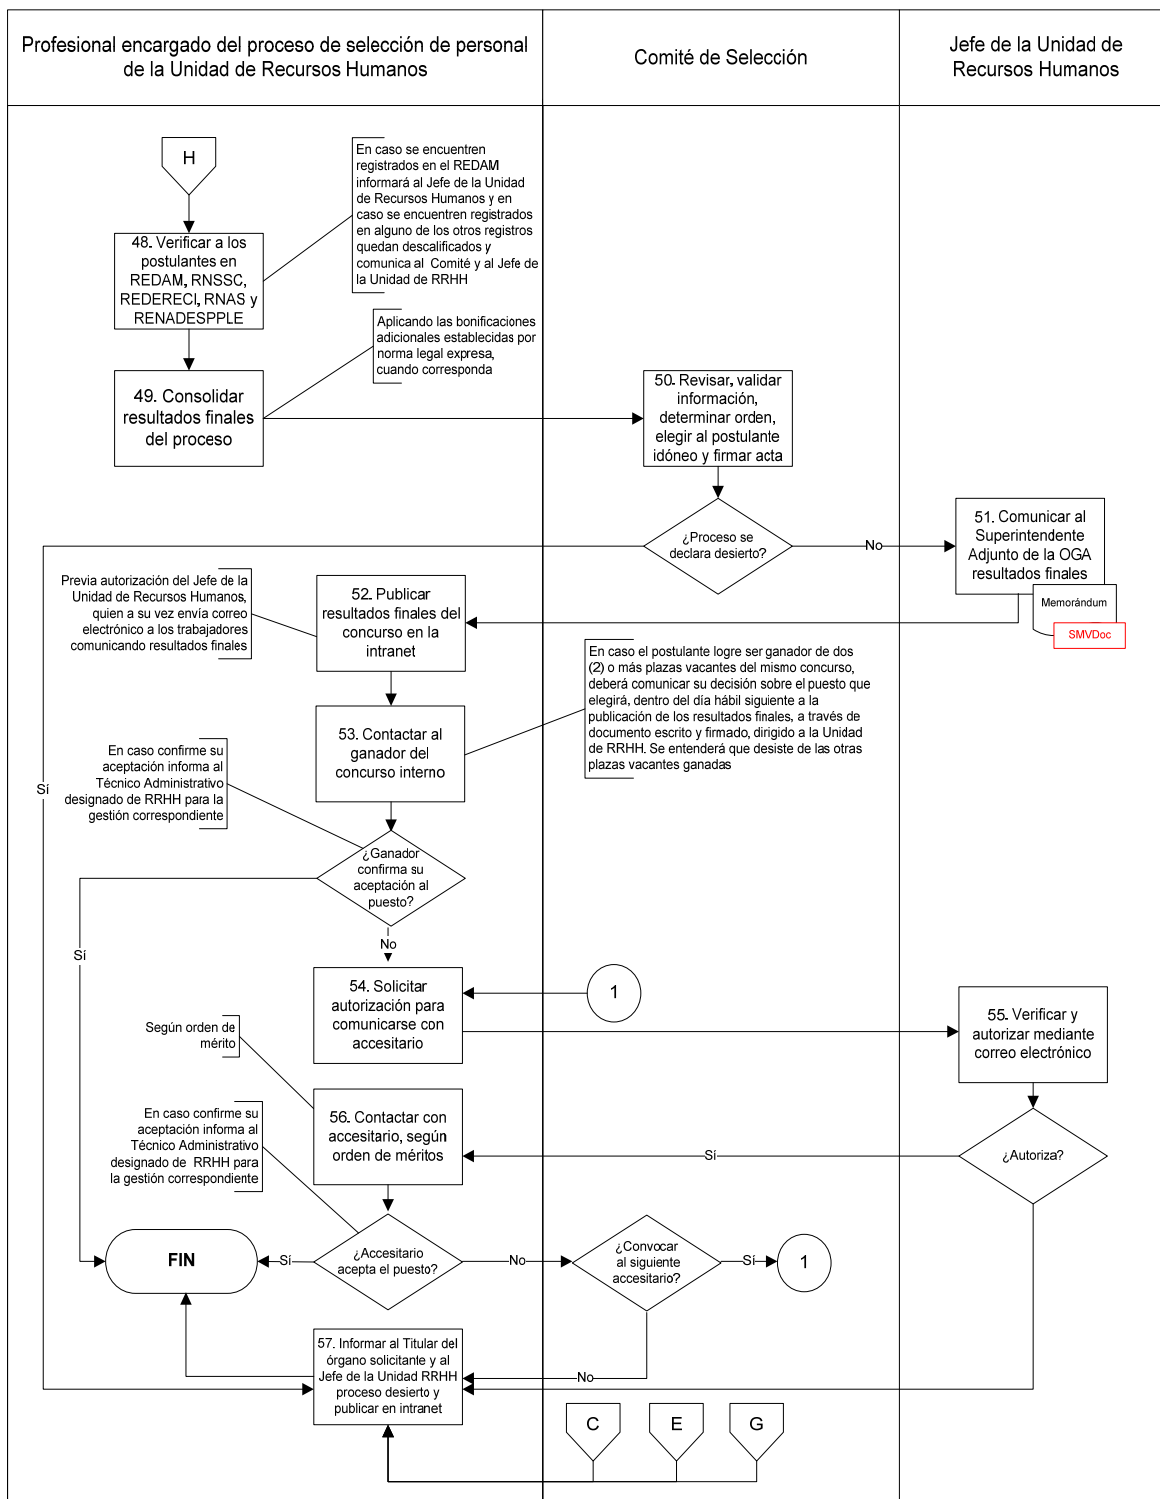 Profesional encargado del proceso de selección de personal
de la Unidad de Recursos Humanos
Comité de Selección
Jefe de la Unidad de
Recursos Humanos
H
En caso se encuentren
registrados en el REDAM
informará al Jefe de la Unidad
de Recursos Humanos y en
caso se encuentren registrados
en alguno de los otros registros
quedan descalificados y
comunica al Comité y al Jefe de
la Unidad de RRHH
48. Verificar a los
postulantes en
REDAM, RNSSC,
REDERECI, RNAS y
RENADESPPLE
Aplicando las bonificaciones
adicionales establecidas por
norma legal expresa,
cuando corresponda
49. Consolidar
resultados finales
del proceso
50. Revisar, validar
información,
determinar orden,
elegir al postulante
idóneo y firmar acta
¿Proceso se
declara desierto?
No
51. Comunicar al
Superintendente
Adjunto de la OGA
resultados finales
Memorándum
SMVDoc
Previa autorización del Jefe de la
Unidad de Recursos Humanos,
quien a su vez envía correo
electrónico a los trabajadores
comunicando resultados finales
52. Publicar
resultados finales del
concurso en la
intranet
En caso el postulante logre ser ganador de dos
(2) o más plazas vacantes del mismo concurso,
deberá comunicar su decisión sobre el puesto que
elegirá, dentro del día hábil siguiente a la
publicación de los resultados finales, a través de
documento escrito y firmado, dirigido a la Unidad
de RRHH. Se entenderá que desiste de las otras
plazas vacantes ganadas
53. Contactar al
ganador del
concurso interno
En caso confirme su
aceptación informa al
Técnico Administrativo
designado de RRHH para la
gestión correspondiente
Sí
¿Ganador
confirma su
aceptación al
puesto?
Sí
No
54. Solicitar
autorización para
comunicarse con
accesitario
1
55. Verificar y
autorizar mediante
correo electrónico
Según orden de
mérito
56. Contactar con
accesitario, según
orden de méritos
Sí
¿Autoriza?
En caso confirme su
aceptación informa al
Técnico Administrativo
designado de RRHH para
la gestión correspondiente
FIN
Sí
¿Accesitario
acepta el puesto?
No
¿Convocar
al siguiente
accesitario?
Sí
1
57. Informar al Titular del
órgano solicitante y al
Jefe de la Unidad RRHH
proceso desierto y
publicar en intranet
No
C
E
G